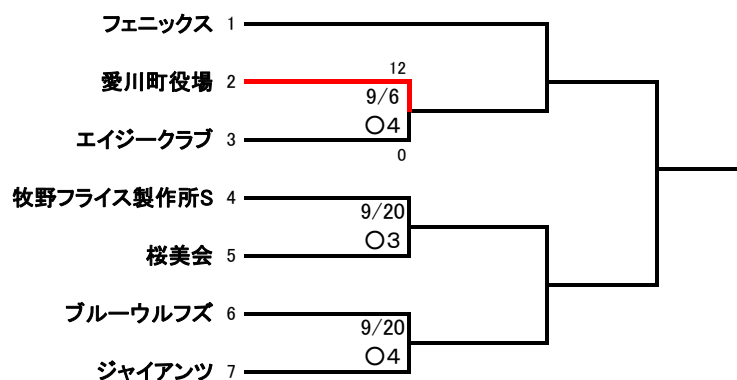 フェニックス 1
12
愛川町役場 2
9/6
○4
エイジークラブ 3
0
牧野フライス製作所S 4
9/20
○3
桜美会 5
ブルーウルフズ 6
9/20
○4
ジャイアンツ 7